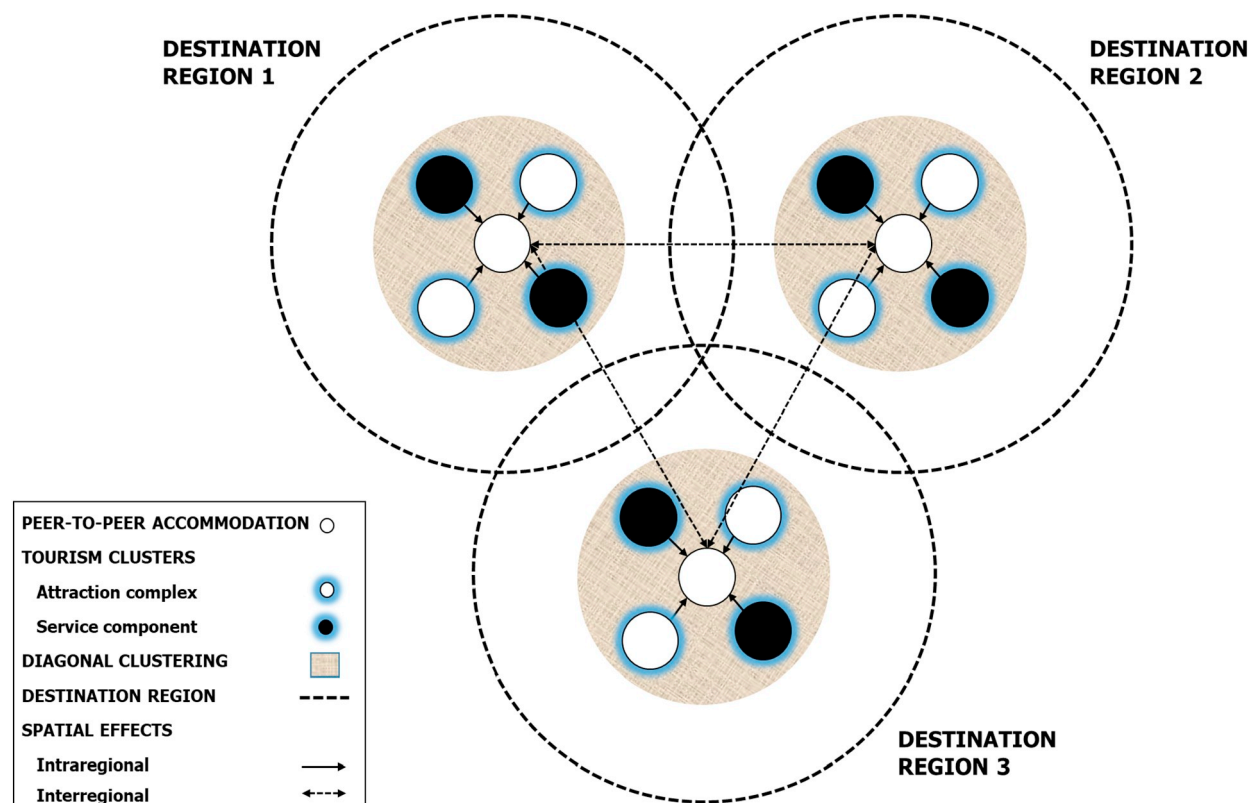 DESTINATION
REGION 1
DESTINATION
REGION 2
PEER-TO-PEER ACCOMMODATION
TOURISM CLUSTERS
Attraction complex
Service component
DIAGONAL CLUSTERING
DESTINATION REGION
SPATIAL EFFECTS
Intraregional
Interregional
DESTINATION
REGION 3